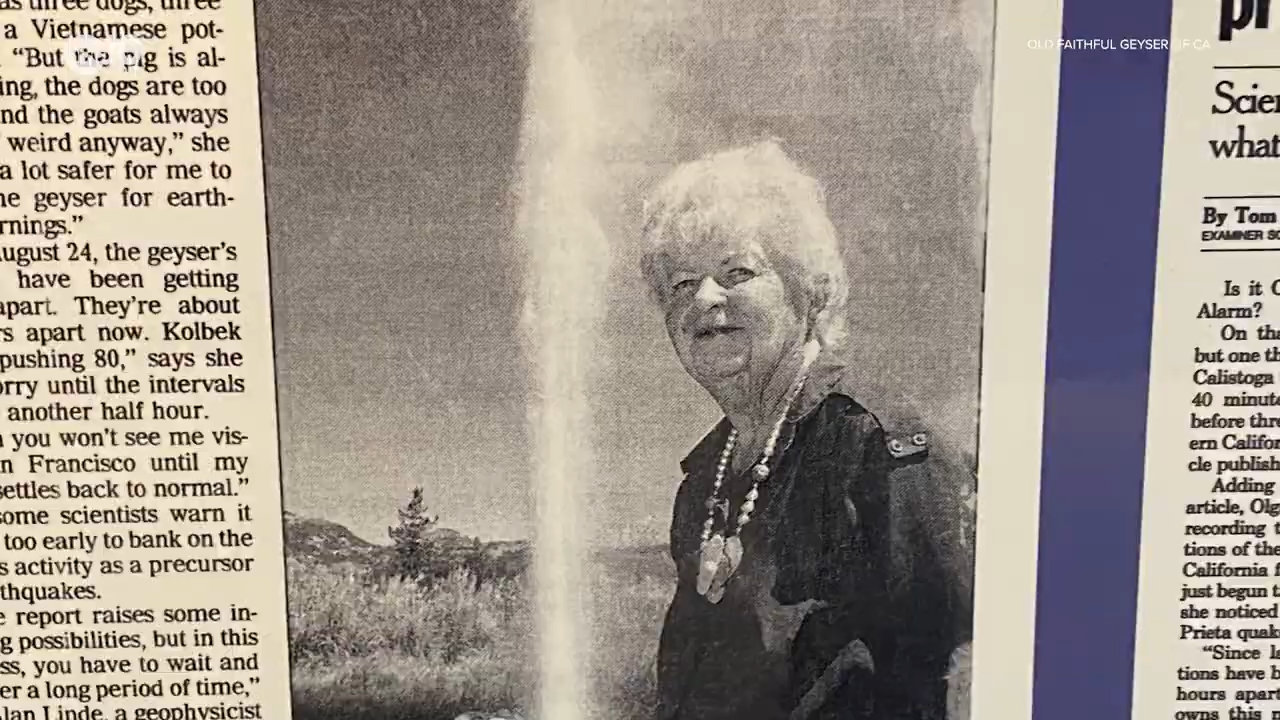 as three dogs, three
a Vietnamese pot-
"But the pig is al-
ing, the dogs are too
nd the goats always
weird anyway," she
a lot safer for me to
he geyser for earth-
rnings."
ugust 24, the geyser's
have been getting
apart. They're about
rs apart now. Kolbek
pushing 80," says she
orry until the intervals
another half hour.
you won't see me vis-
n Francisco until my
settles back to normal."
some scientists warn it
too early to bank on the
s activity as a precursor
thquakes.
e report raises some in-
g possibilities, but in this
ss, you have to wait and
er a long period of time,"
Alan Linde, a geophysicist
OLD FAITHFUL GEYSER OF CA
pr
Scien
what
By Tom
EXAMINER SC
Is it O
Alarm?
On tha
but one th
Calistoga
40 minute
before thre
ern Califor
cle publish
Adding
article, Olg
recording t
tions of the
California f
just begun t
she noticed
Prieta quak
"Since la
tions have b
hours apart
owns this p